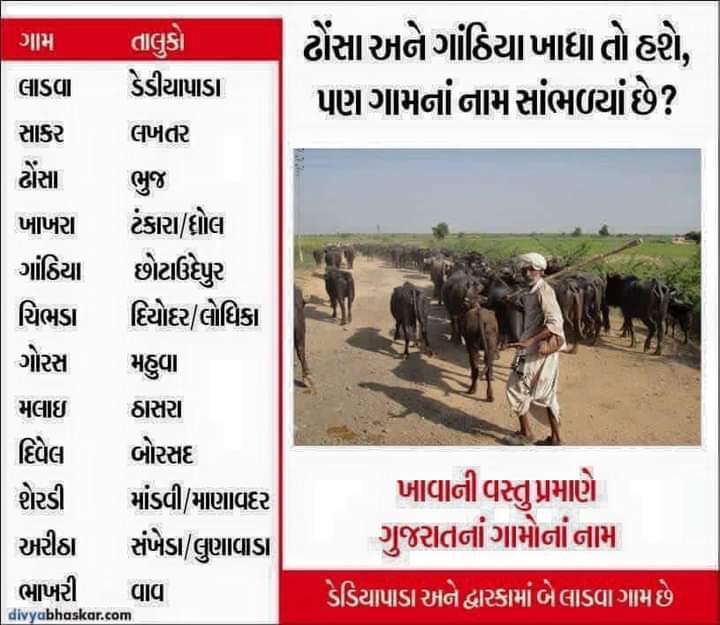 ગામ તાલુકો
લાડવા ડેડીયાપાડા
સાકર લખતર
ઢોંસા ભુજ
ખાખરા ટંકારા/ધ્રોલ
ગાંઠિયા છોટાઉદેપુર
ચિભડા દિયોદર/લોધિકા
ગોરસ મહુવા
મલાઇ ઠાસરા
દિવેલ બોરસદ
શેરડી માંડવી/માણાવદર
અરીઠા સંખેડા/લુણાવાડા
ભાખરી વાવ
divyabhaskar.com
ઢોંસા અને ગાંઠિયા ખાધા તો હશે,
પણ ગામનાં નામ સાંભળ્યાં છે?
ખાવાની વસ્તુ પ્રમાણે
ગુજરાતનાં ગામોનાં નામ
ડેડિયાપાડા અને દ્વારકામાં બે લાડવા ગામ છે